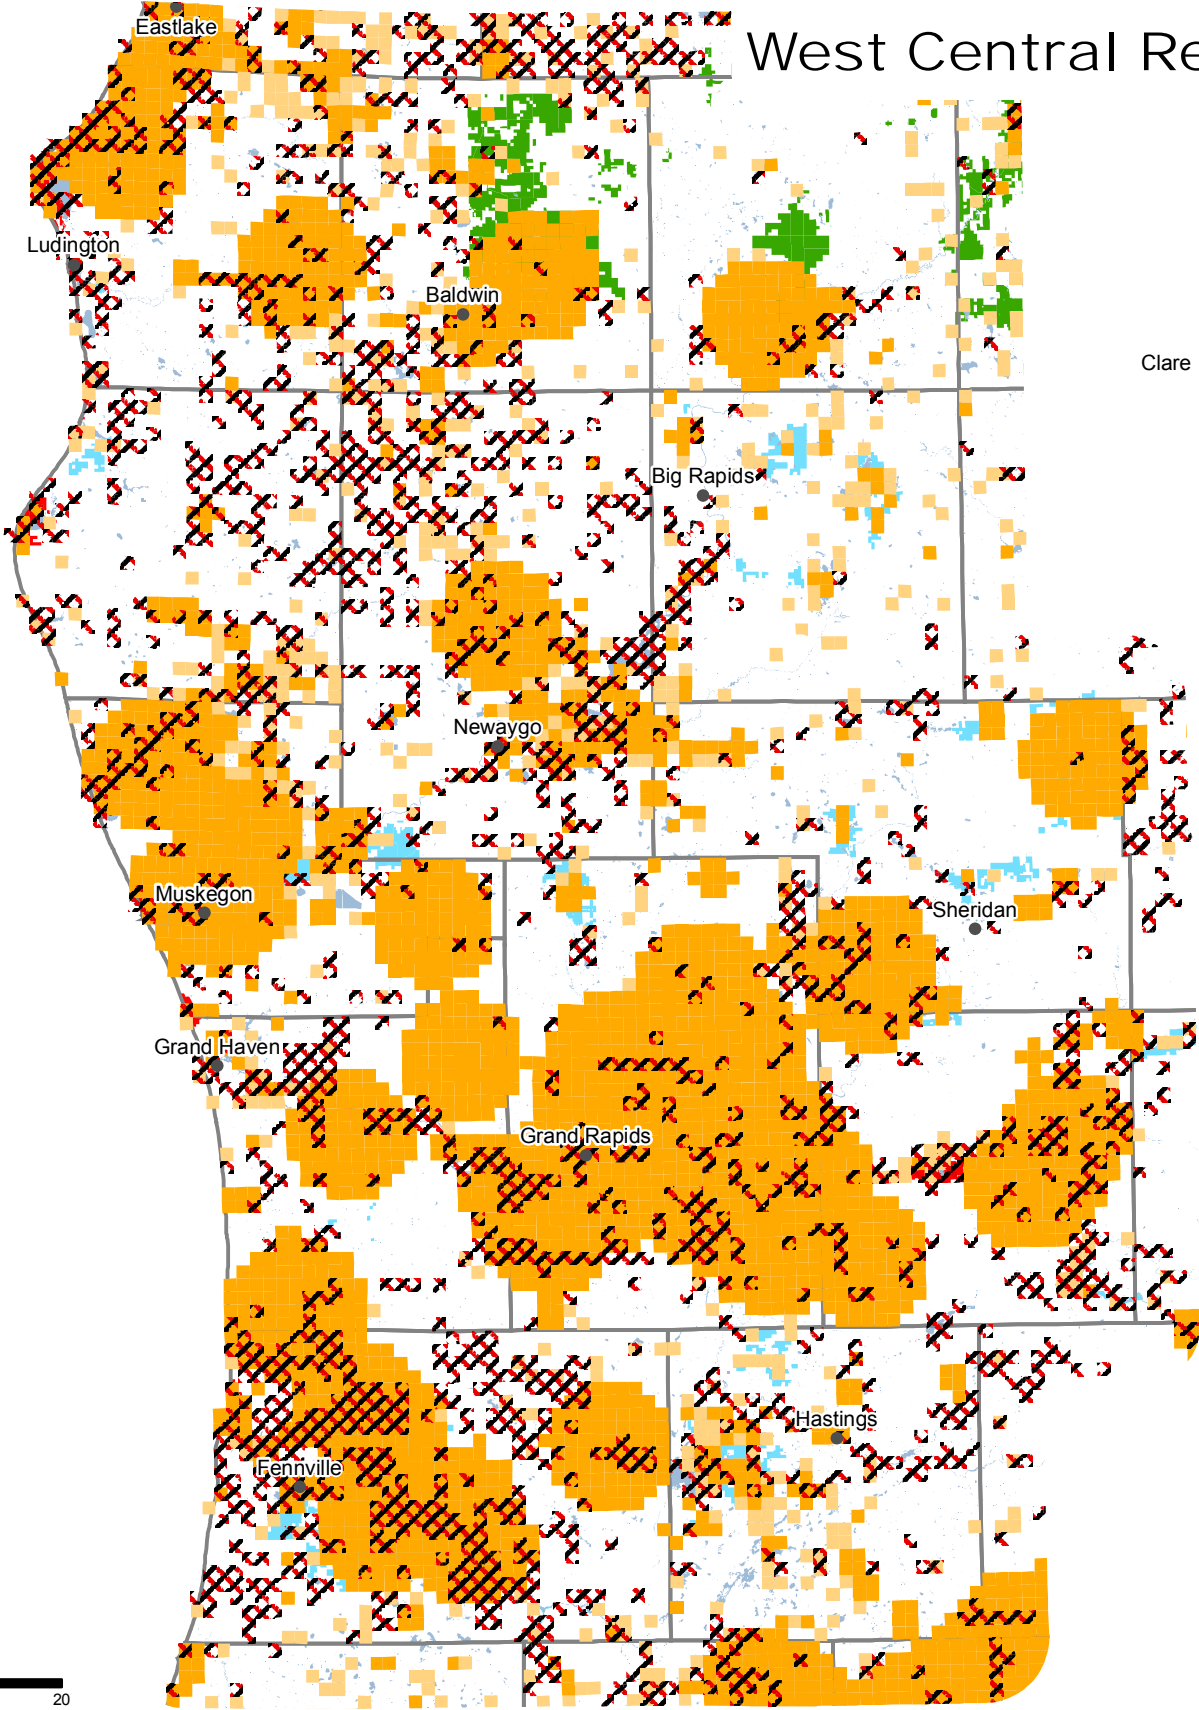 Eastlake
West Central Re
Ludington
Baldwin
Clare
Big Rapids
Newaygo
Muskegon
Sheridan
Grand Haven
Grand Rapids
Hastings
Fennville
20